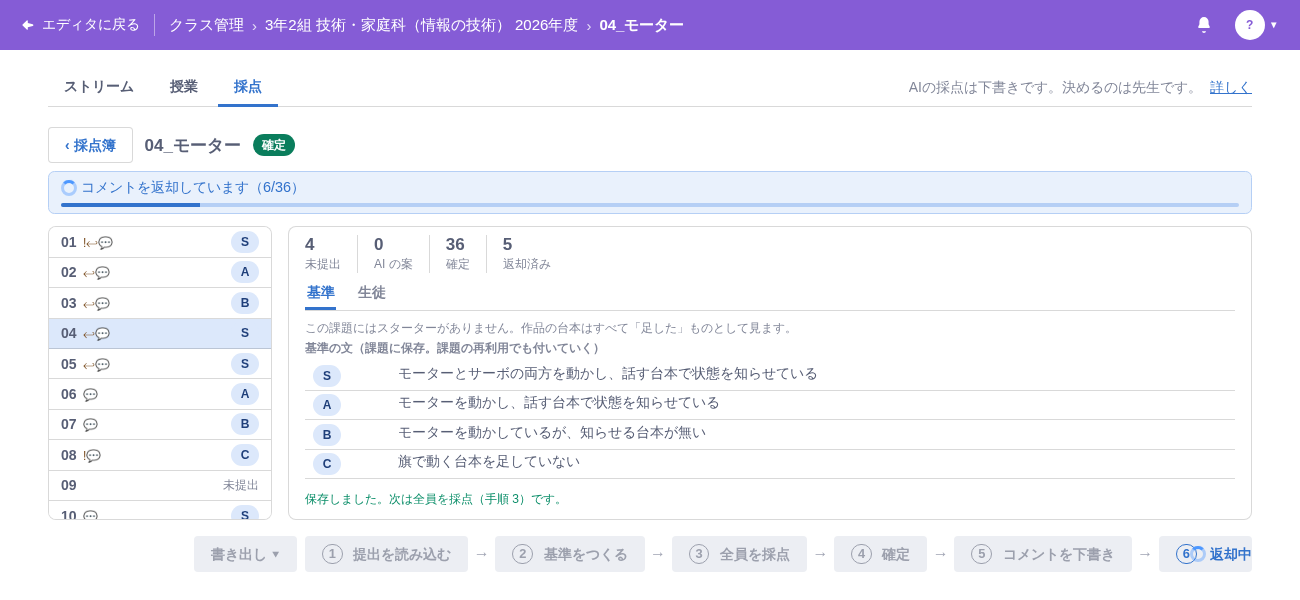 エディタに戻る
クラス管理 › 3年2組 技術・家庭科（情報の技術） 2026年度 › 04_モーター
?
ストリーム 授業 採点
AIの採点は下書きです。決めるのは先生です。 詳しく
‹ 採点簿 04_モーター 確定
コメントを返却しています（6/36）
01 ! S
02 A
03 B
04 S
05 S
06 A
07 B
08 ! C
09 未提出
10 S
4 0 36 5
未提出 AI の案 確定 返却済み
基準 生徒
この課題にはスターターがありません。作品の台本はすべて「足した」ものとして見ます。
基準の文（課題に保存。課題の再利用でも付いていく）
S モーターとサーボの両方を動かし、話す台本で状態を知らせている
A モーターを動かし、話す台本で状態を知らせている
B モーターを動かしているが、知らせる台本が無い
C 旗で動く台本を足していない
保存しました。次は全員を採点（手順 3）です。
書き出し ▾ 1 提出を読み込む → 2 基準をつくる → 3 全員を採点 → 4 確定 → 5 コメントを下書き → 6 返却中